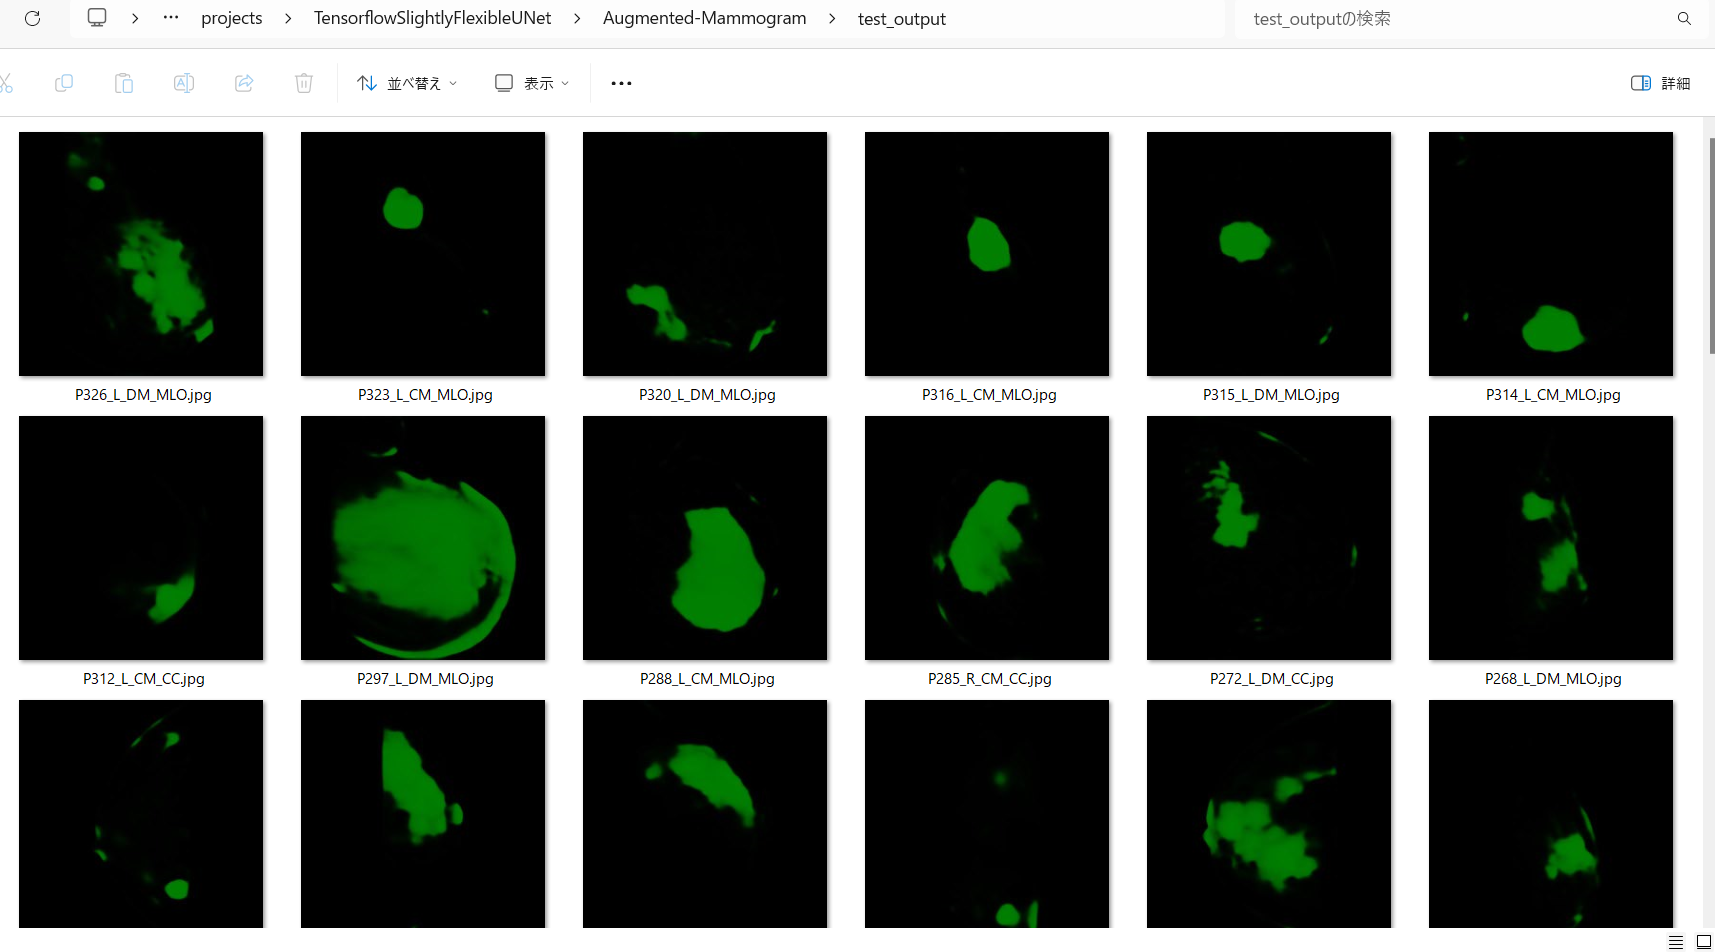 projects > TensorflowSlightlyFlexibleUNet > Augmented-Mammogram > test_output
test_outputの検索
並べ替え 表示
詳細
P326_L_DM_MLO.jpg P323_L_CM_MLO.jpg P320_L_DM_MLO.jpg P316_L_CM_MLO.jpg P315_L_DM_MLO.jpg P314_L_CM_MLO.jpg
P312_L_CM_CC.jpg P297_L_DM_MLO.jpg P288_L_CM_MLO.jpg P285_R_CM_CC.jpg P272_L_DM_CC.jpg P268_L_DM_MLO.jpg